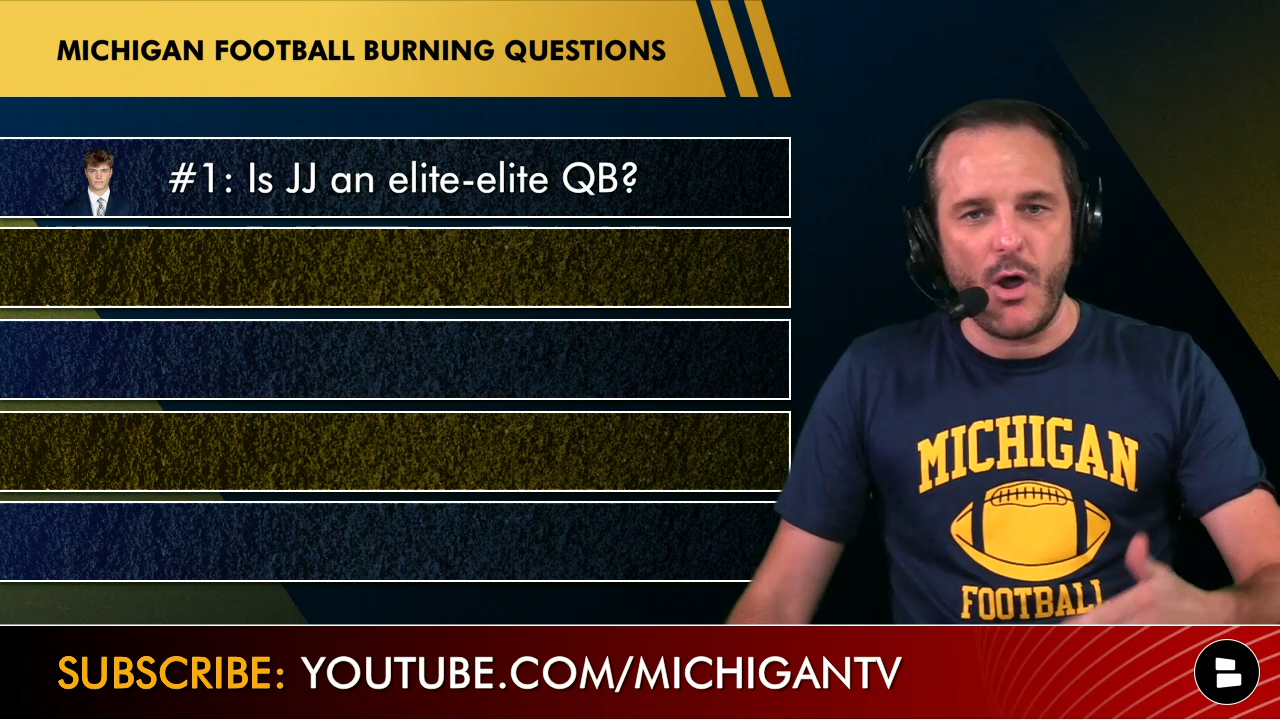 MICHIGAN FOOTBALL BURNING QUESTIONS
#1: Is JJ an elite-elite QB?
MICHIGAN
FOOTBALL
SUBSCRIBE: YOUTUBE.COM/MICHIGANTV